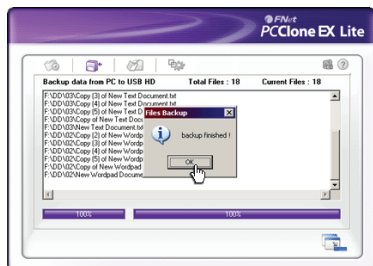 FNet
PCClone EX Lite
Backup data from PC to USB HD Total Files : 18 Current Files : 18
F:\DD\03\Copy (3) of New Text Document.txt
F:\DD\03\Copy (4) of New Text Document.txt
F:\DD\03\Copy (5) of New Text D
F:\DD\03\Copy of New Text Docu
F:\DD\03\New Text Document.txt
F:\DD\02\Copy (2) of New Wordp
F:\DD\02\Copy (3) of New Wordp
F:\DD\02\Copy (4) of New Wordp
F:\DD\02\Copy (5) of New Wordp
F:\DD\02\Copy of New Wordpad
F:\DD\02\New Wordpad Docume
Files Backup
backup finished !
OK
100% 100%